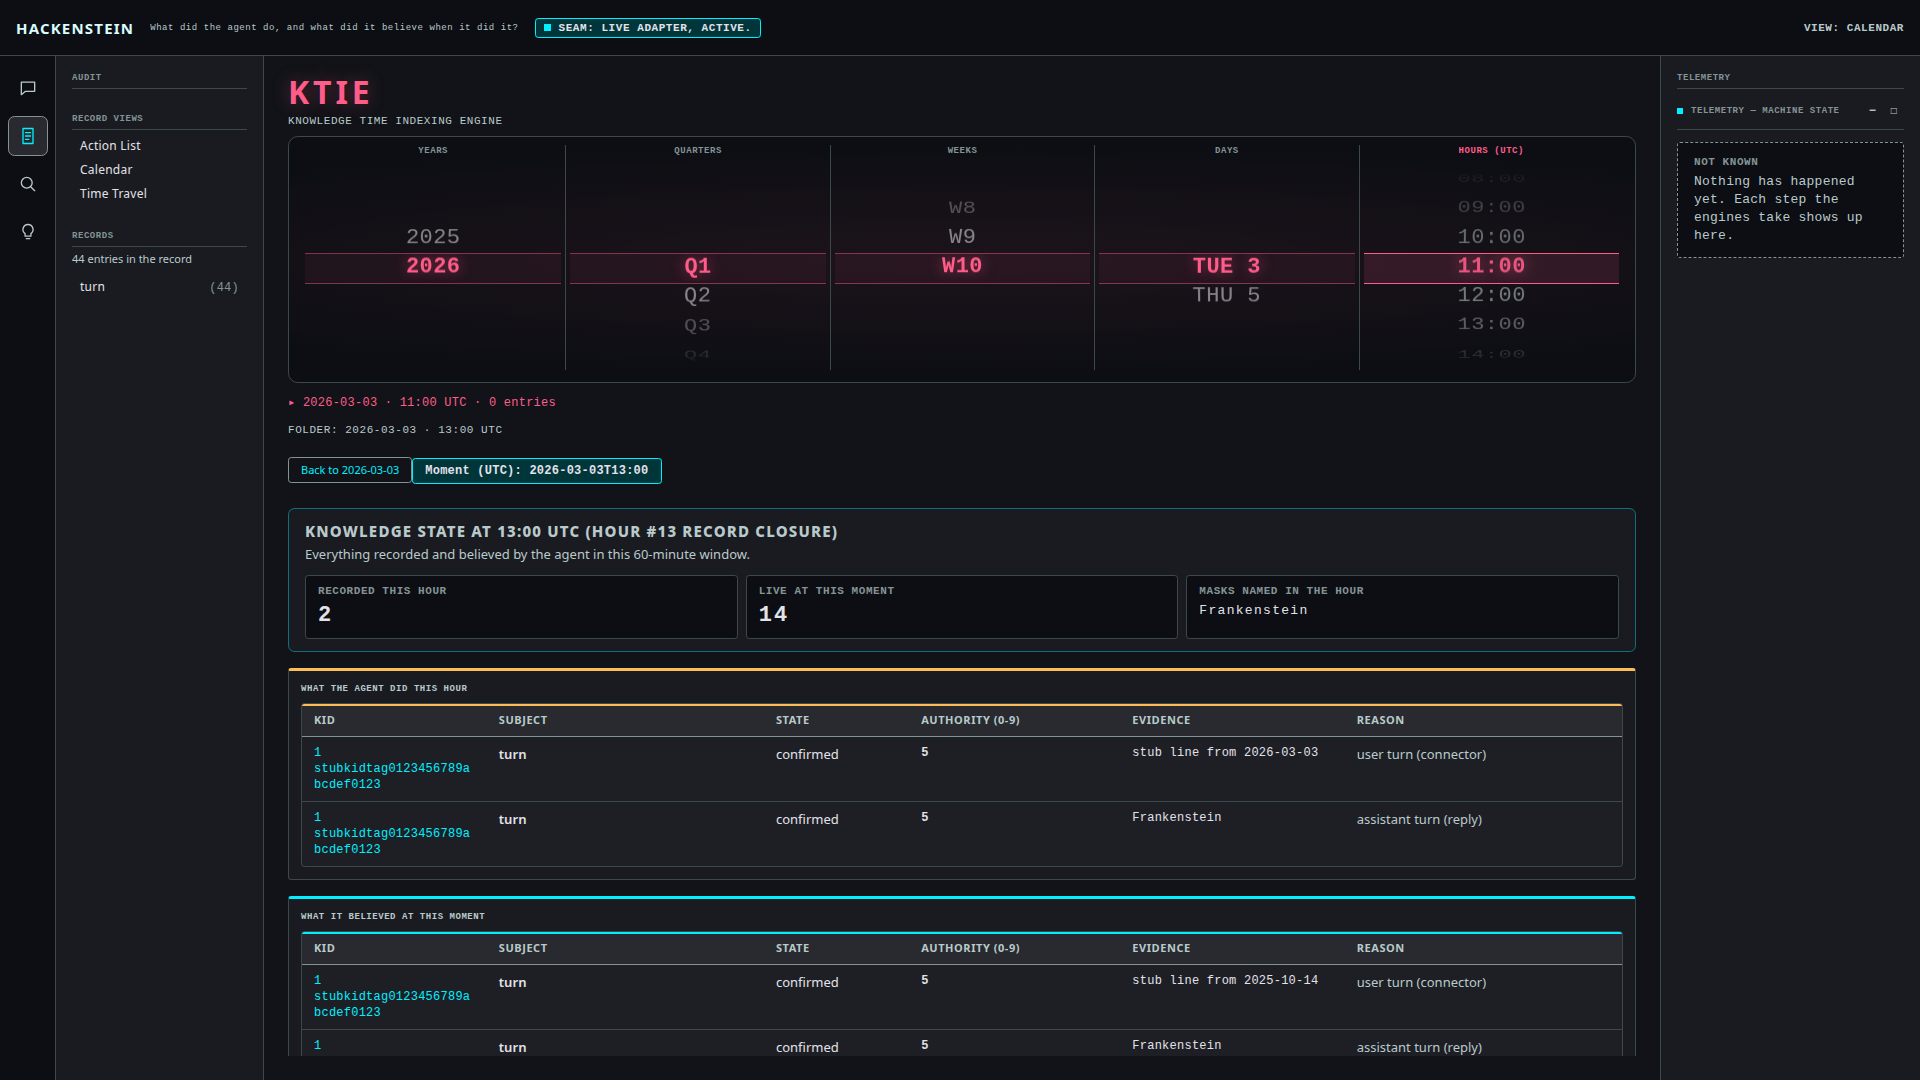 HACKENSTEIN
What did the agent do, and what did it believe when it did it?
SEAM: LIVE ADAPTER, ACTIVE.
VIEW: CALENDAR
AUDIT
RECORD VIEWS
Action List
Calendar
Time Travel
RECORDS
44 entries in the record
turn (44)
KTIE
KNOWLEDGE TIME INDEXING ENGINE
YEARS
2025
2026
QUARTERS
Q1
Q2
Q3
Q4
WEEKS
W8
W9
W10
DAYS
TUE 3
THU 5
HOURS (UTC)
08:00
09:00
10:00
11:00
12:00
13:00
14:00
▸ 2026-03-03 · 11:00 UTC · 0 entries
FOLDER: 2026-03-03 · 13:00 UTC
Back to 2026-03-03
Moment (UTC): 2026-03-03T13:00
KNOWLEDGE STATE AT 13:00 UTC (HOUR #13 RECORD CLOSURE)
Everything recorded and believed by the agent in this 60-minute window.
RECORDED THIS HOUR
2
LIVE AT THIS MOMENT
14
MASKS NAMED IN THE HOUR
Frankenstein
WHAT THE AGENT DID THIS HOUR
KID SUBJECT STATE AUTHORITY (0-9) EVIDENCE REASON
1 turn confirmed 5 stub line from 2026-03-03 user turn (connector)
stubkidtag0123456789a
bcdef0123
1 turn confirmed 5 Frankenstein assistant turn (reply)
stubkidtag0123456789a
bcdef0123
WHAT IT BELIEVED AT THIS MOMENT
KID SUBJECT STATE AUTHORITY (0-9) EVIDENCE REASON
1 turn confirmed 5 stub line from 2025-10-14 user turn (connector)
stubkidtag0123456789a
bcdef0123
1 turn confirmed 5 Frankenstein assistant turn (reply)
TELEMETRY
TELEMETRY — MACHINE STATE
NOT KNOWN
Nothing has happened
yet. Each step the
engines take shows up
here.